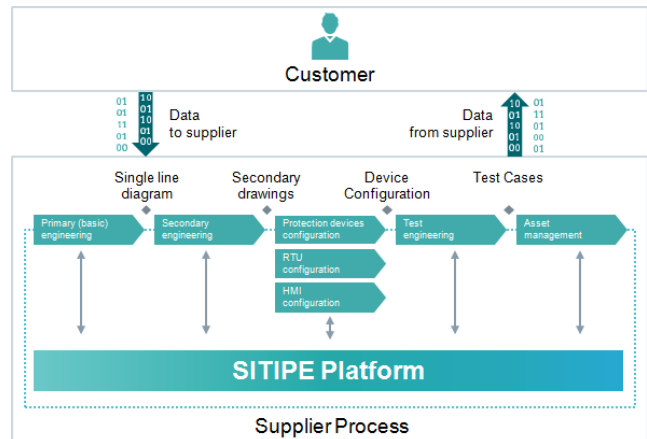 Customer
01
01
11
01
00
10
01
10
01
00
Data
to supplier
Data
from supplier
10
01
10
01
00
01
11
01
00
01
Single line
diagram
Secondary
drawings
Device
Configuration
Test Cases
Primary (basic)
engineering
Secondary
engineering
Protection devices
configuration
Test
engineering
Asset
management
RTU
configuration
HMI
configuration
SITIPE Platform
Supplier Process